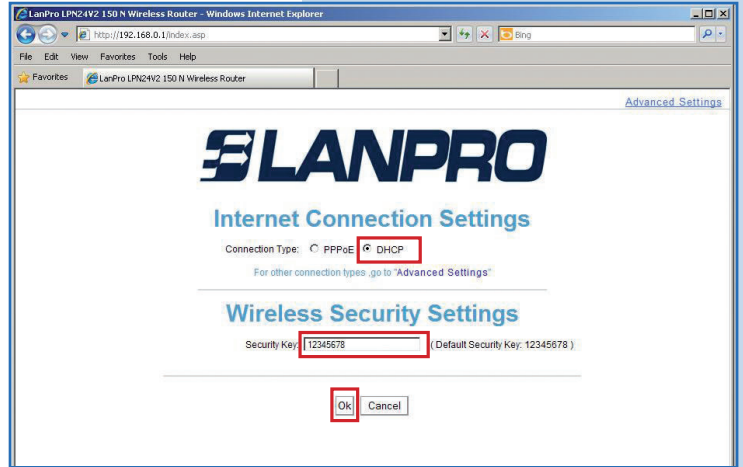 LanPro LPN24V2 150 N Wireless Router - Windows Internet Explorer
http://192.168.0.1/index.asp
Bing
File Edit View Favorites Tools Help
Favorites LanPro LPN24V2 150 N Wireless Router
Advanced Settings
LANPRO
Internet Connection Settings
Connection Type: PPPoE DHCP
For other connection types ,go to "Advanced Settings"
Wireless Security Settings
Security Key: 12345678 ( Default Security Key: 12345678 )
Ok Cancel